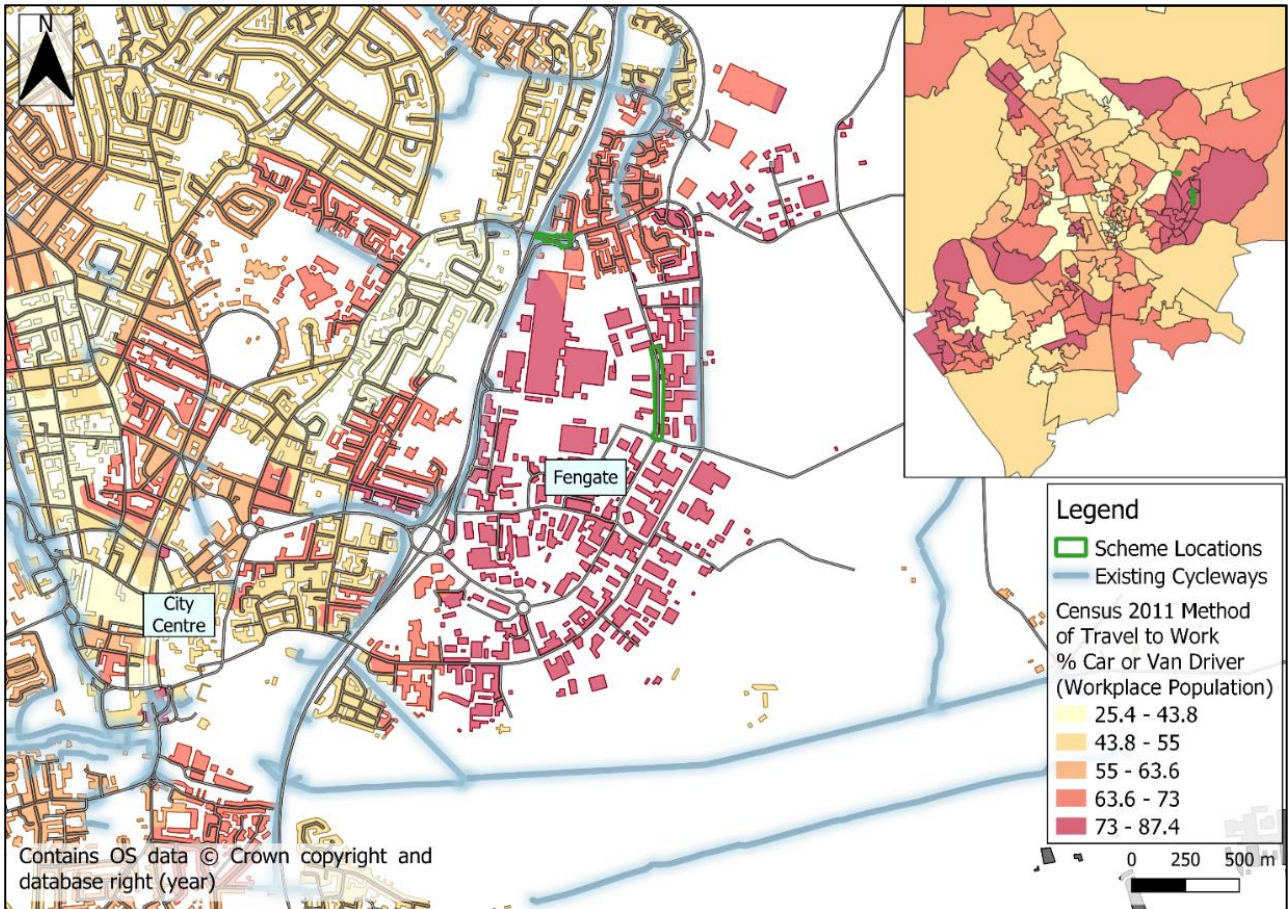 N
Fengate
City
Centre
Legend
Scheme Locations
Existing Cycleways
Census 2011 Method
of Travel to Work
% Car or Van Driver
(Workplace Population)
25.4 - 43.8
43.8 - 55
55 - 63.6
63.6 - 73
73 - 87.4
0 250 500 m
Contains OS data © Crown copyright and
database right (year)